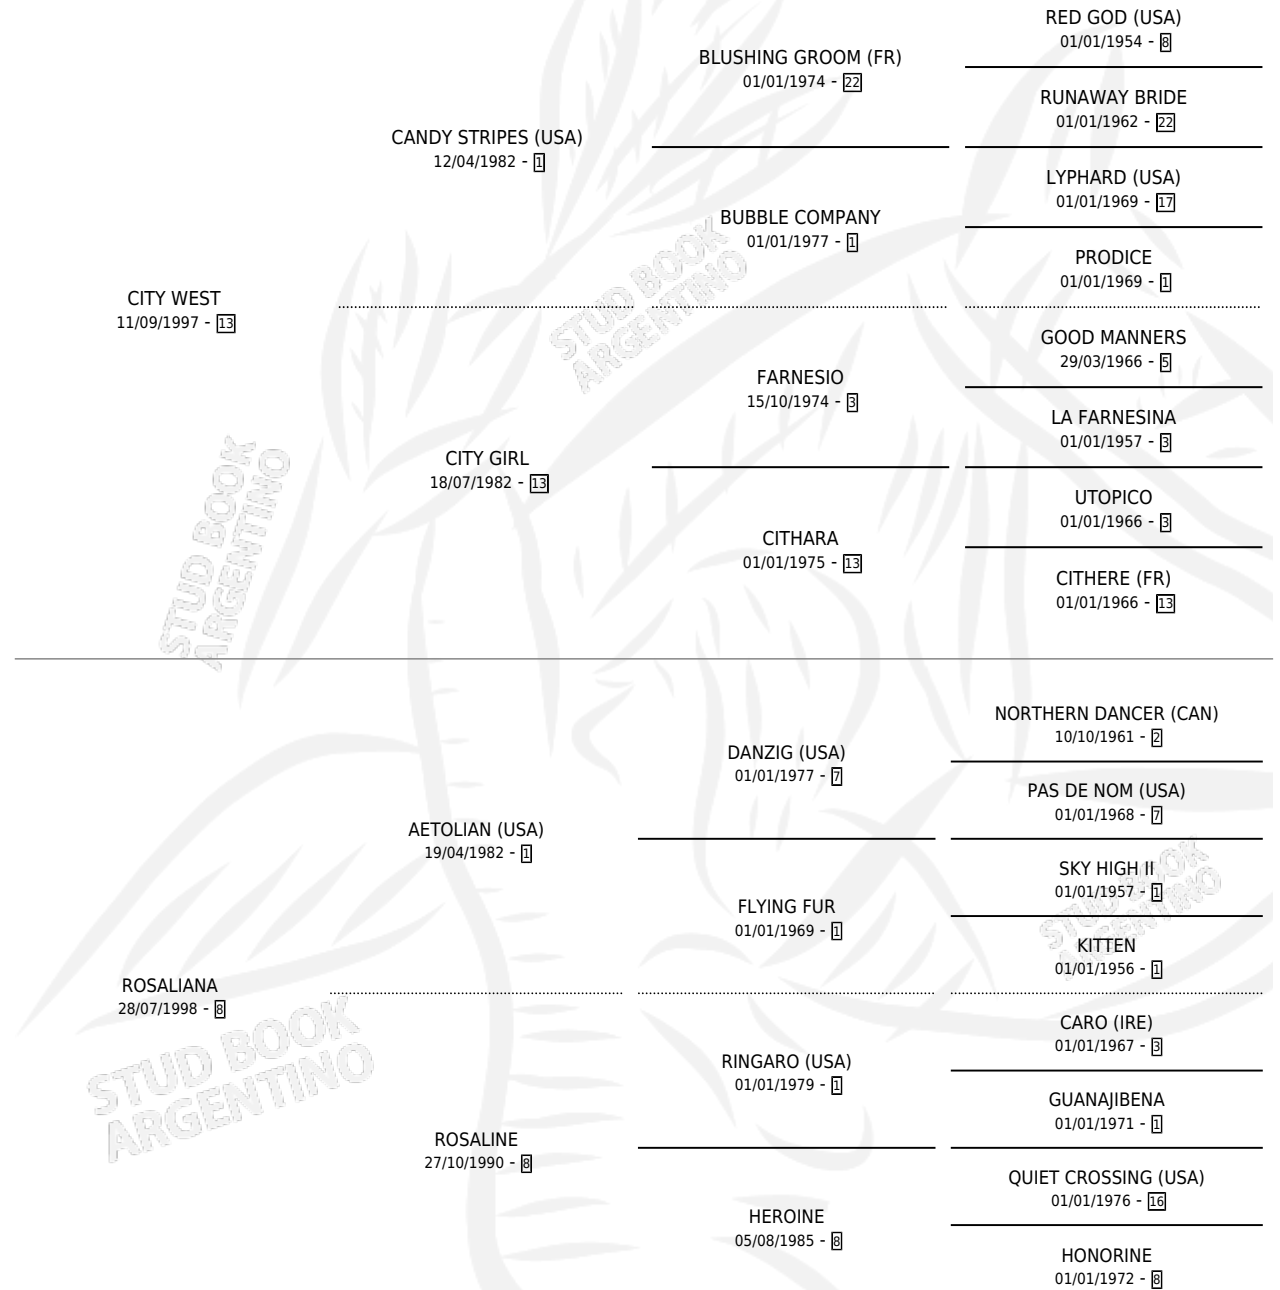 RED GOD (USA)
01/01/1954 - 8
BLUSHING GROOM (FR)
01/01/1974 - 22
RUNAWAY BRIDE
01/01/1962 - 22
CANDY STRIPES (USA)
12/04/1982 - 1
LYPHARD (USA)
01/01/1969 - 17
BUBBLE COMPANY
01/01/1977 - 1
PRODICE
01/01/1969 - 1
CITY WEST
11/09/1997 - 13
GOOD MANNERS
29/03/1966 - 5
FARNESIO
15/10/1974 - 3
LA FARNESINA
01/01/1957 - 3
CITY GIRL
18/07/1982 - 13
UTOPICO
01/01/1966 - 3
CITHARA
01/01/1975 - 13
CITHERE (FR)
01/01/1966 - 13
NORTHERN DANCER (CAN)
10/10/1961 - 2
DANZIG (USA)
01/01/1977 - 7
PAS DE NOM (USA)
01/01/1968 - 7
AETOLIAN (USA)
19/04/1982 - 1
SKY HIGH II
01/01/1957 - 1
FLYING FUR
01/01/1969 - 1
KITTEN
01/01/1956 - 1
ROSALIANA
28/07/1998 - 8
CARO (IRE)
01/01/1967 - 3
RINGARO (USA)
01/01/1979 - 1
GUANAJIBENA
01/01/1971 - 1
ROSALINE
27/10/1990 - 8
QUIET CROSSING (USA)
01/01/1976 - 16
HEROINE
05/08/1985 - 8
HONORINE
01/01/1972 - 8
STUD BOOK
ARGENTINO
STUD BOOK
ARGENTINO
STUD BOOK
ARGENTINO
STUD BOOK
ARGENTINO